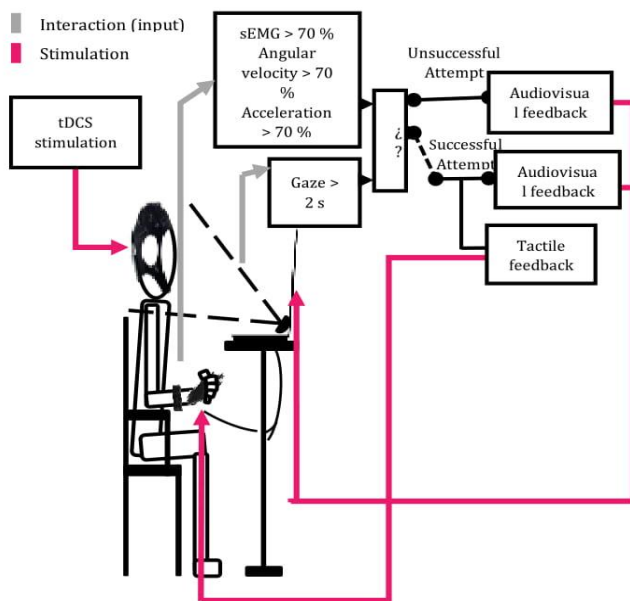 Interaction (input)
Stimulation
tDCS
stimulation
sEMG > 70 %
Angular
velocity > 70
%
Acceleration
> 70 %
Gaze >
2 s
¿
?
Unsuccessful
Attempt
Successful
Attempt
Audiovisua
l feedback
Audiovisua
l feedback
Tactile
feedback